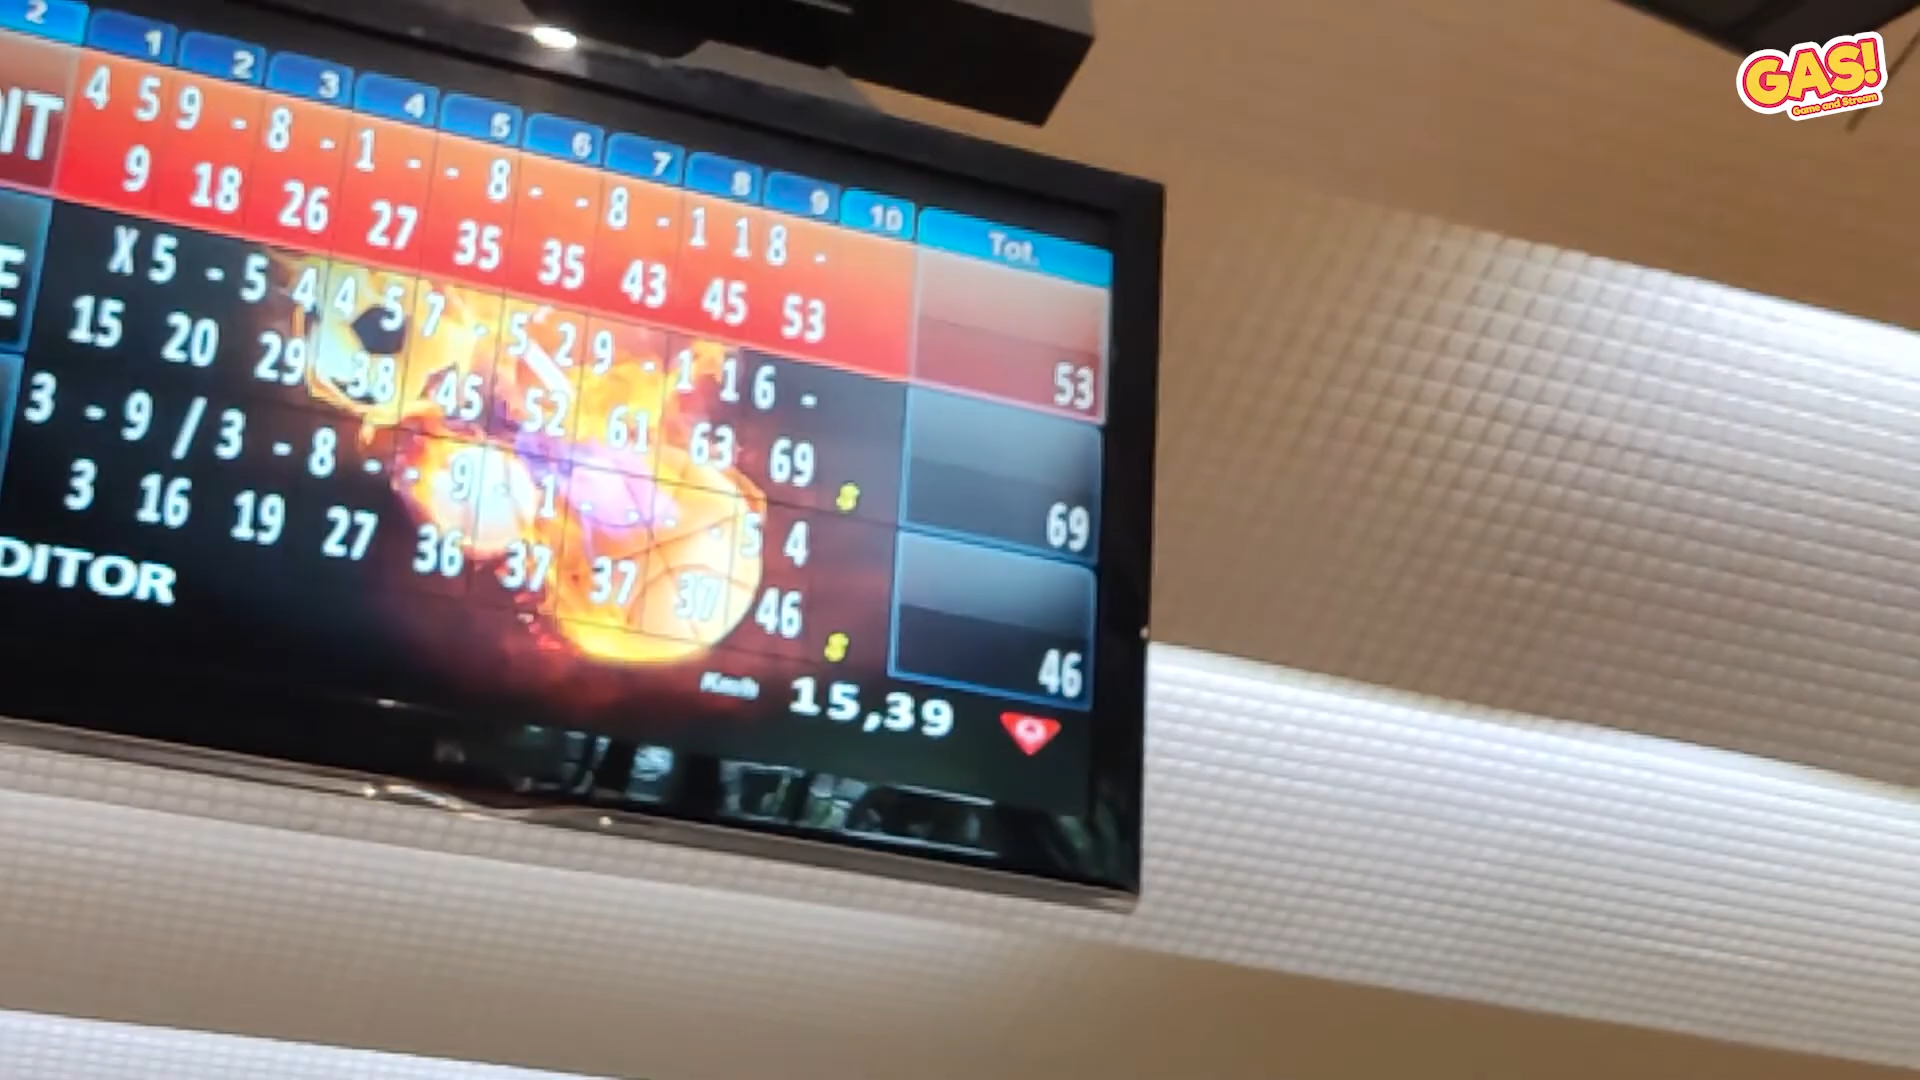 2 1 2 3 4 5 6 7 8 9 10 Tot.
IT 4 5 9 - 8 - 1 - - 8 - - 8 - 1 1 8 -
9 18 26 27 35 35 43 45 53 53
E X 5 - 5 4 4 5 7 - 5 2 9 - 1 1 6 -
15 20 29 38 45 52 61 63 69 69
3 - 9 / 3 - 8 - - 9 - 1 - - - - 5 4
3 16 19 27 36 37 37 37 46 46
DITOR
Km/h 15,39
GAS!
Game and Stream